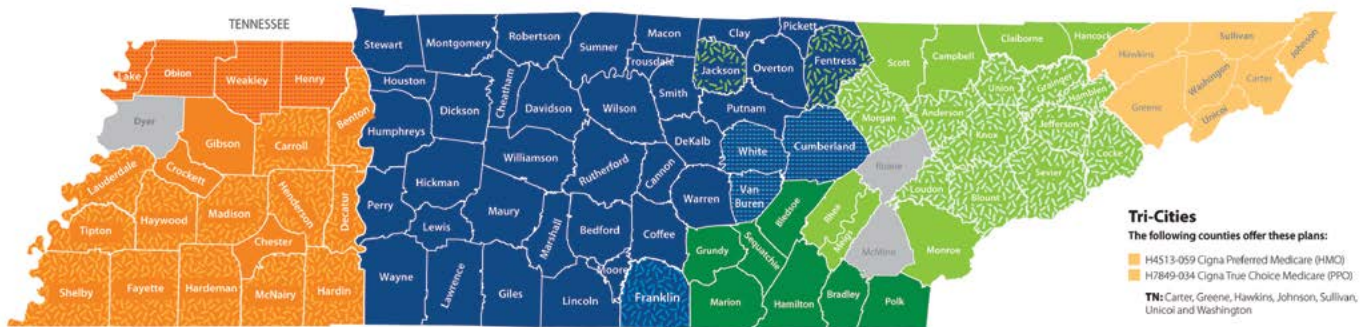 TENNESSEE
Lake
Obion
Weakley
Henry
Dyer
Benton
Gibson
Carroll
Lauderdale
Crockett
Haywood
Madison
Henderson
Decatur
Tipton
Chester
Shelby
Fayette
Hardeman
McNairy
Hardin
Stewart
Montgomery
Robertson
Sumner
Macon
Trousdale
Clay
Pickett
Jackson
Overton
Fentress
Houston
Dickson
Cheatham
Davidson
Wilson
Smith
Putnam
Humphreys
DeKalb
White
Cumberland
Williamson
Rutherford
Cannon
Van
Buren
Hickman
Perry
Maury
Warren
Lewis
Marshall
Bedford
Coffee
Wayne
Lawrence
Giles
Moore
Lincoln
Franklin
Bledsoe
Grundy
Sequatchie
Marion
Hamilton
Bradley
Polk
Rhea
Meigs
McMinn
Monroe
Roane
Loudon
Blount
Sevier
Scott
Campbell
Claiborne
Hancock
Morgan
Anderson
Union
Grainger
Hamblen
Knox
Jefferson
Hawkins
Sullivan
Johnson
Greene
Washington
Carter
Unicoi
Tri-Cities
The following counties offer these plans:
H4513-059 Cigna Preferred Medicare (HMO)
H7849-034 Cigna True Choice Medicare (PPO)
TN: Carter, Greene, Hawkins, Johnson, Sullivan,
Unicoi and Washington